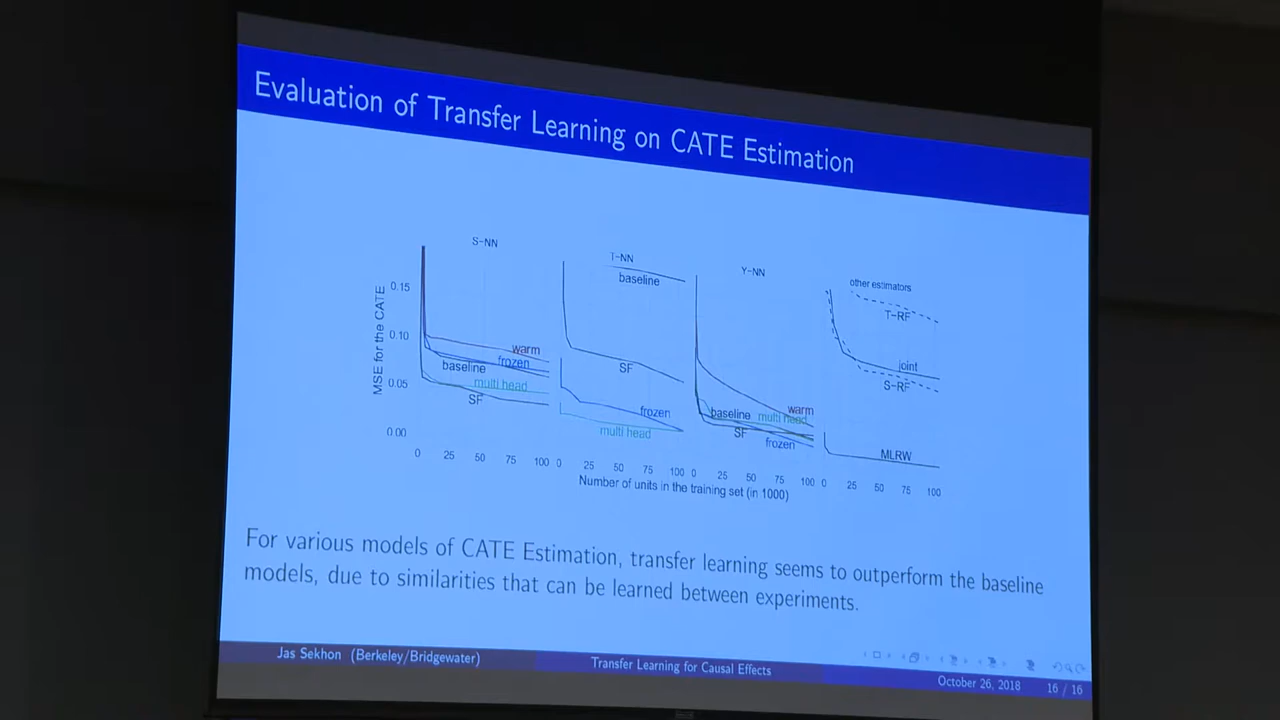 Evaluation of Transfer Learning on CATE Estimation
S-NN
T-NN
Y-NN
other estimators
MSE for the CATE
0.15
0.10
0.05
0.00
warm
frozen
baseline
multi head
SF
baseline
SF
frozen
multi head
warm
baseline
multi head
SF
frozen
T-RF
joint
S-RF
MLRW
0 25 50 75 100
0 25 50 75 100
0 25 50 75 100
0 25 50 75 100
Number of units in the training set (in 1000)
For various models of CATE Estimation, transfer learning seems to outperform the baseline
models, due to similarities that can be learned between experiments.
Jas Sekhon (Berkeley/Bridgewater)
Transfer Learning for Causal Effects
October 26, 2018
16 / 16